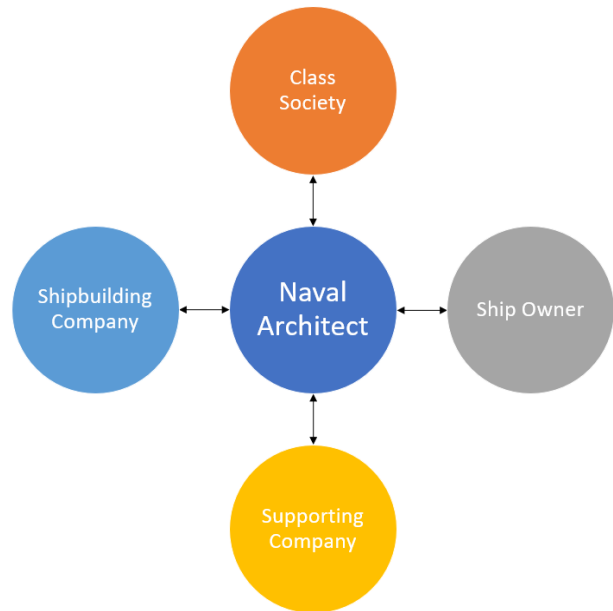 Class
Society
Shipbuilding
Company
Naval
Architect
Ship Owner
Supporting
Company